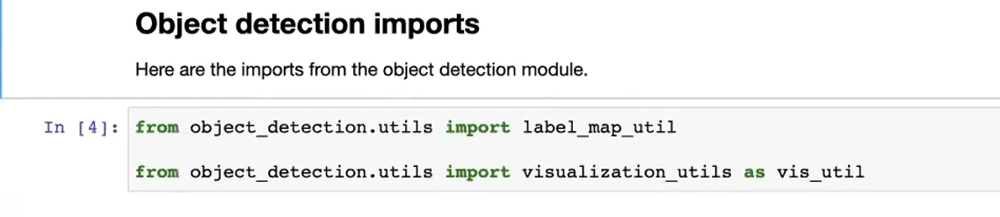 Object detection imports
Here are the imports from the object detection module.
In [4]: from object_detection.utils import label_map_util
from object_detection.utils import visualization_utils as vis_util